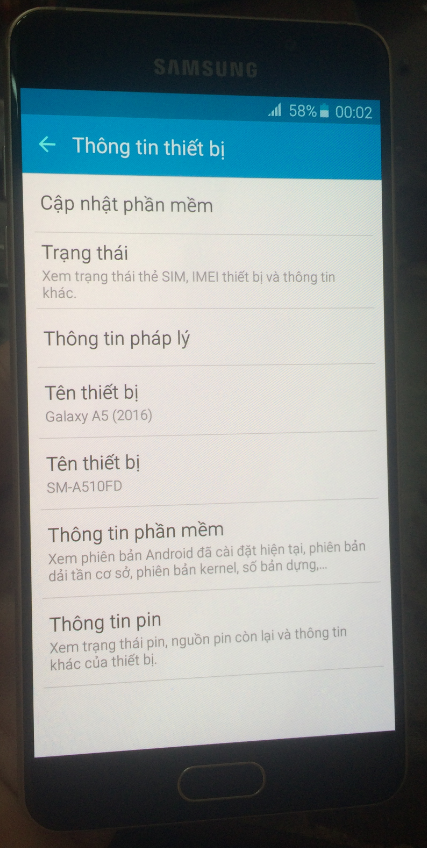 SAMSUNG
58% 00:02
Thông tin thiết bị
Cập nhật phần mềm
Trạng thái
Xem trạng thái thẻ SIM, IMEI thiết bị và thông tin
khác.
Thông tin pháp lý
Tên thiết bị
Galaxy A5 (2016)
Tên thiết bị
SM-A510FD
Thông tin phần mềm
Xem phiên bản Android đã cài đặt hiện tại, phiên bản
dải tần cơ sở, phiên bản kernel, số bản dựng,...
Thông tin pin
Xem trạng thái pin, nguồn pin còn lại và thông tin
khác của thiết bị.